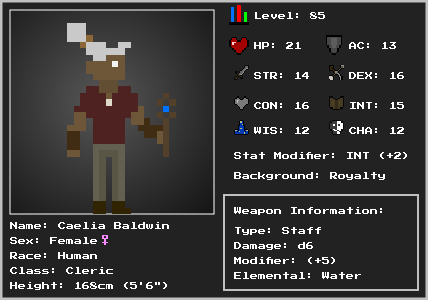 Level: 85
HP: 21 AC: 13
STR: 14 DEX: 16
CON: 16 INT: 15
WIS: 12 CHA: 12
Stat Modifier: INT (+2)
Background: Royalty
Name: Caelia Baldwin
Sex: Female♀
Race: Human
Class: Cleric
Height: 168cm (5'6")
Weapon Information:
Type: Staff
Damage: d6
Modifier: (+5)
Elemental: Water